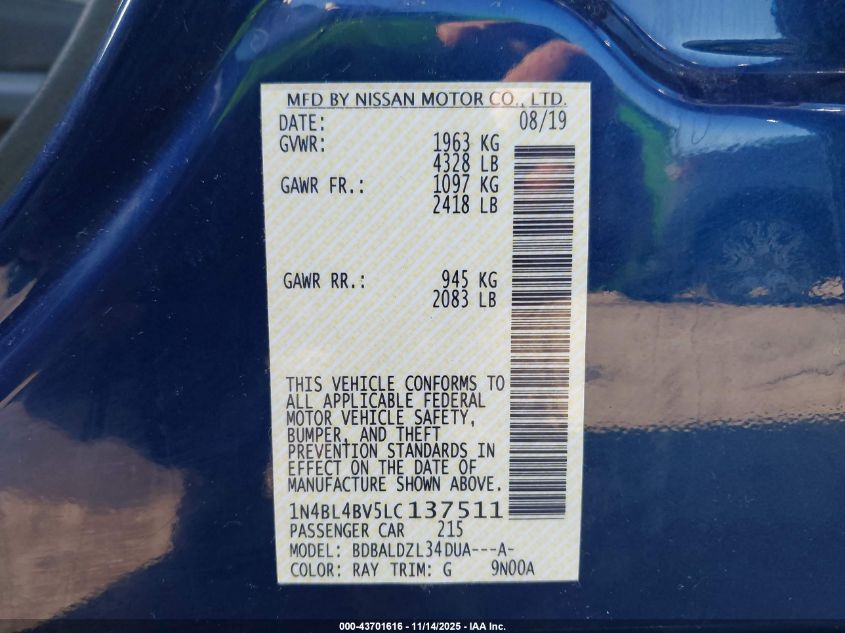 MFD BY NISSAN MOTOR CO., LTD.
DATE: 08/19
GVWR: 1963 KG
4328 LB
GAWR FR.: 1097 KG
2418 LB
GAWR RR.: 945 KG
2083 LB
THIS VEHICLE CONFORMS TO
ALL APPLICABLE FEDERAL
MOTOR VEHICLE SAFETY,
BUMPER, AND THEFT
PREVENTION STANDARDS IN
EFFECT ON THE DATE OF
MANUFACTURE SHOWN ABOVE.
1N4BL4BV5LC137511
PASSENGER CAR 215
MODEL: BDBALDZL34DUA---A-
COLOR: RAY TRIM: G 9N00A
000-43701616 - 11/14/2025 - IAA Inc.